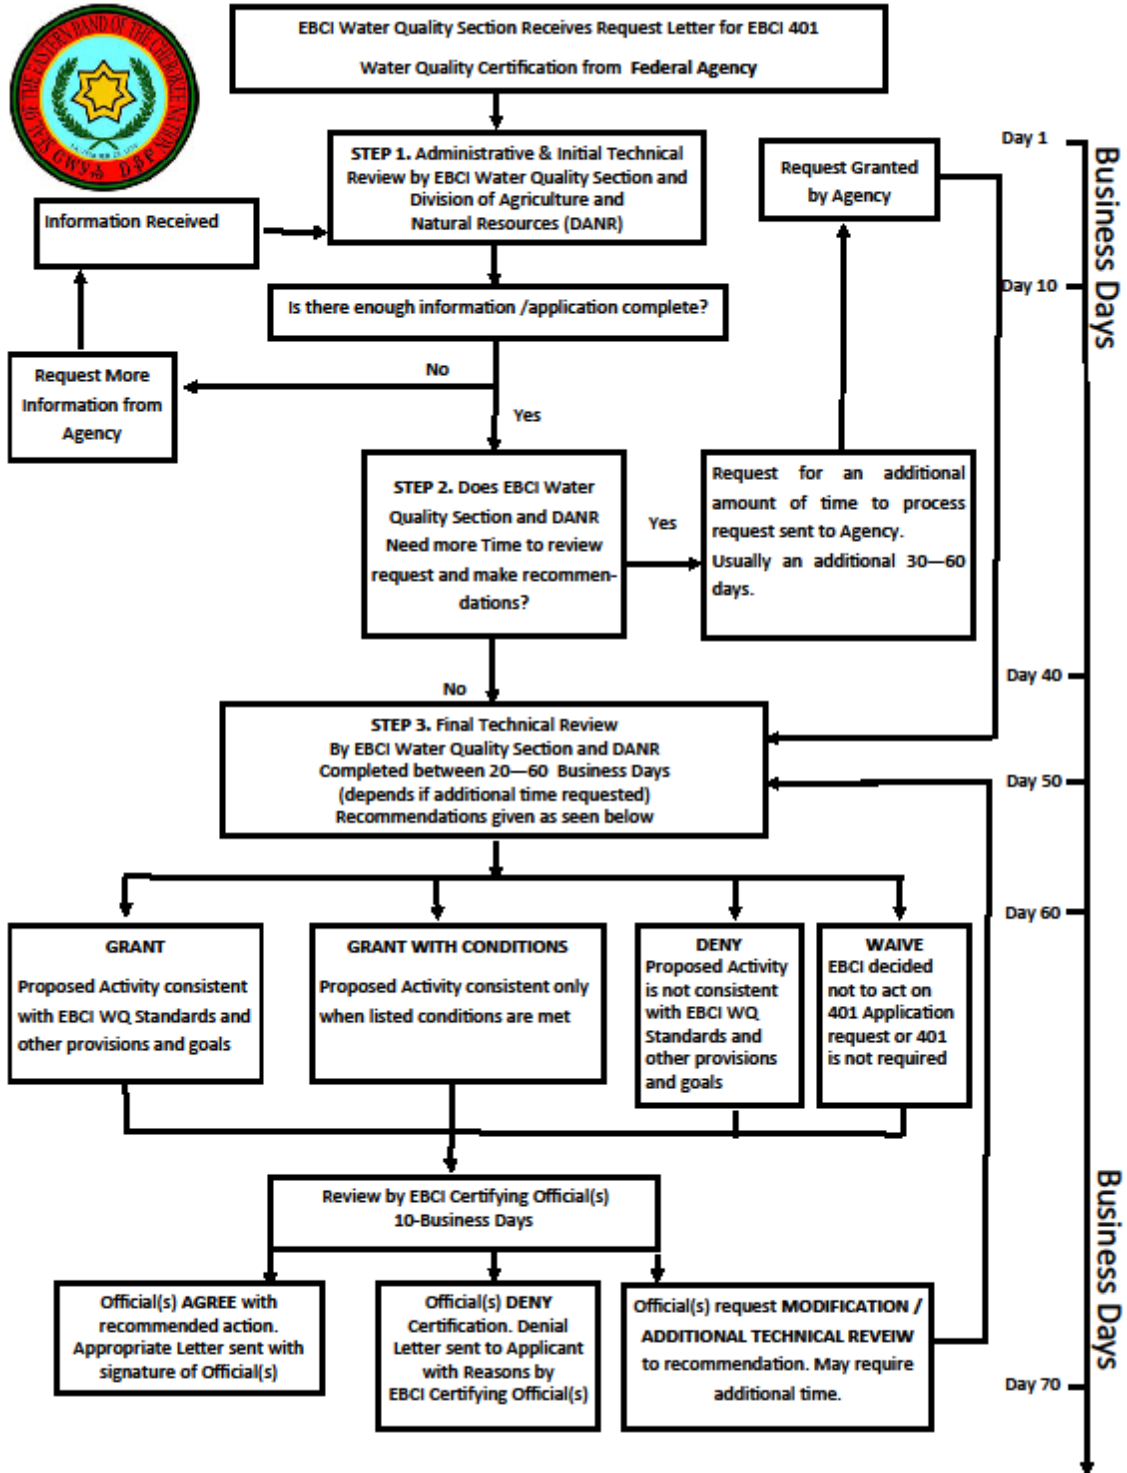 EBCI Water Quality Section Receives Request Letter for EBCI 401
Water Quality Certification from Federal Agency
SEAL OF THE EASTERN BAND OF THE CHEROKEE NATION
STEP 1. Administrative & Initial Technical
Review by EBCI Water Quality Section and
Division of Agriculture and
Natural Resources (DANR)
Request Granted
by Agency
Day 1
Business Days
Information Received
Day 10
Is there enough information /application complete?
Request More
Information from
Agency
No
Yes
STEP 2. Does EBCI Water
Quality Section and DANR
Need more Time to review
request and make recommen-
dations?
Yes
Request for an additional
amount of time to process
request sent to Agency.
Usually an additional 30—60
days.
No
Day 40
STEP 3. Final Technical Review
By EBCI Water Quality Section and DANR
Completed between 20—60 Business Days
(depends if additional time requested)
Recommendations given as seen below
Day 50
Day 60
GRANT
Proposed Activity consistent
with EBCI WQ Standards and
other provisions and goals
GRANT WITH CONDITIONS
Proposed Activity consistent only
when listed conditions are met
DENY
Proposed Activity
is not consistent
with EBCI WQ
Standards and
other provisions
and goals
WAIVE
EBCI decided
not to act on
401 Application
request or 401
is not required
Review by EBCI Certifying Official(s)
10-Business Days
Business Days
Official(s) AGREE with
recommended action.
Appropriate Letter sent with
signature of Official(s)
Official(s) DENY
Certification. Denial
Letter sent to Applicant
with Reasons by
EBCI Certifying Official(s)
Official(s) request MODIFICATION /
ADDITIONAL TECHNICAL REVEIW
to recommendation. May require
additional time.
Day 70